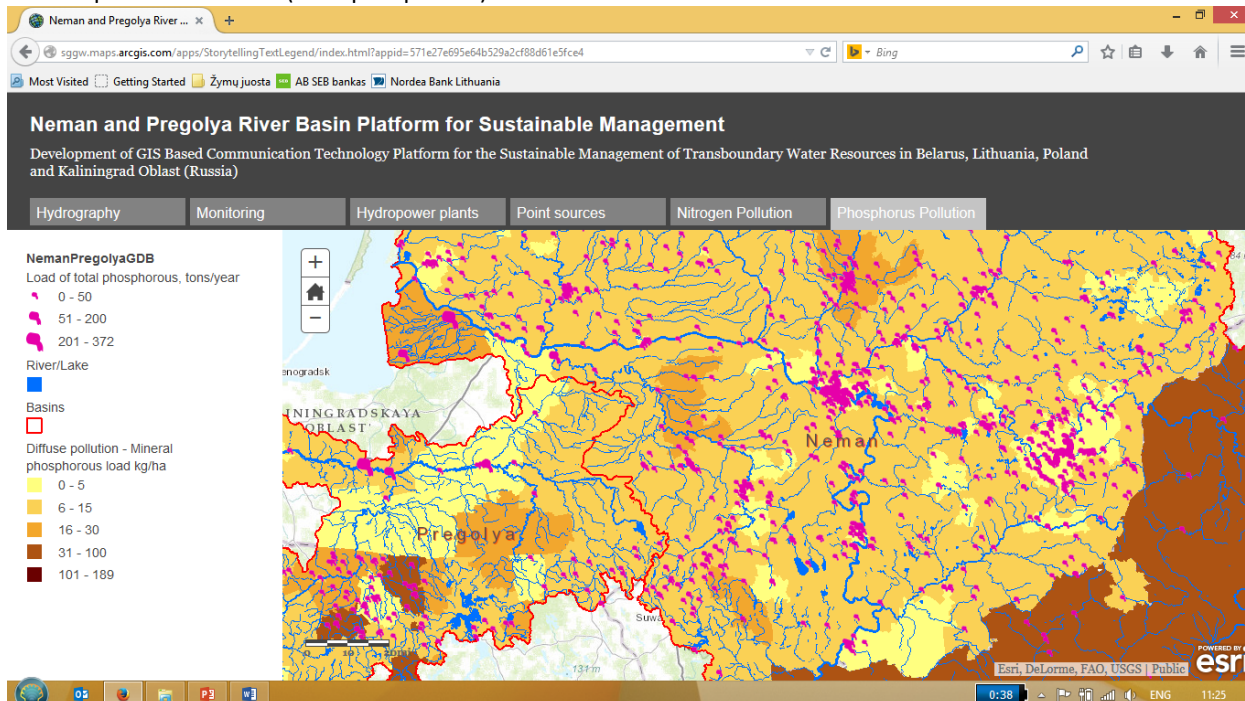 Neman and Pregolya River ...
sggw.maps.arcgis.com/apps/StorytellingTextLegend/index.html?appid=571e27e695e64b529a2cf88d61e5fce4
Bing
Most Visited Getting Started Žymų juosta AB SEB bankas Nordea Bank Lithuania
Neman and Pregolya River Basin Platform for Sustainable Management
Development of GIS Based Communication Technology Platform for the Sustainable Management of Transboundary Water Resources in Belarus, Lithuania, Poland
and Kaliningrad Oblast (Russia)
Hydrography Monitoring Hydropower plants Point sources Nitrogen Pollution Phosphorus Pollution
NemanPregolyaGDB
Load of total phosphorous, tons/year
0 - 50
51 - 200
201 - 372
River/Lake
Basins
Diffuse pollution - Mineral
phosphorous load kg/ha
0 - 5
6 - 15
16 - 30
31 - 100
101 - 189
enogradsk
ININGRADSKAYA
OBLAST'
Neman
Pregolya
Suwa
131 m
0 10
Esri, DeLorme, FAO, USGS | Public
POWERED BY
esri
0:38 ENG 11:25